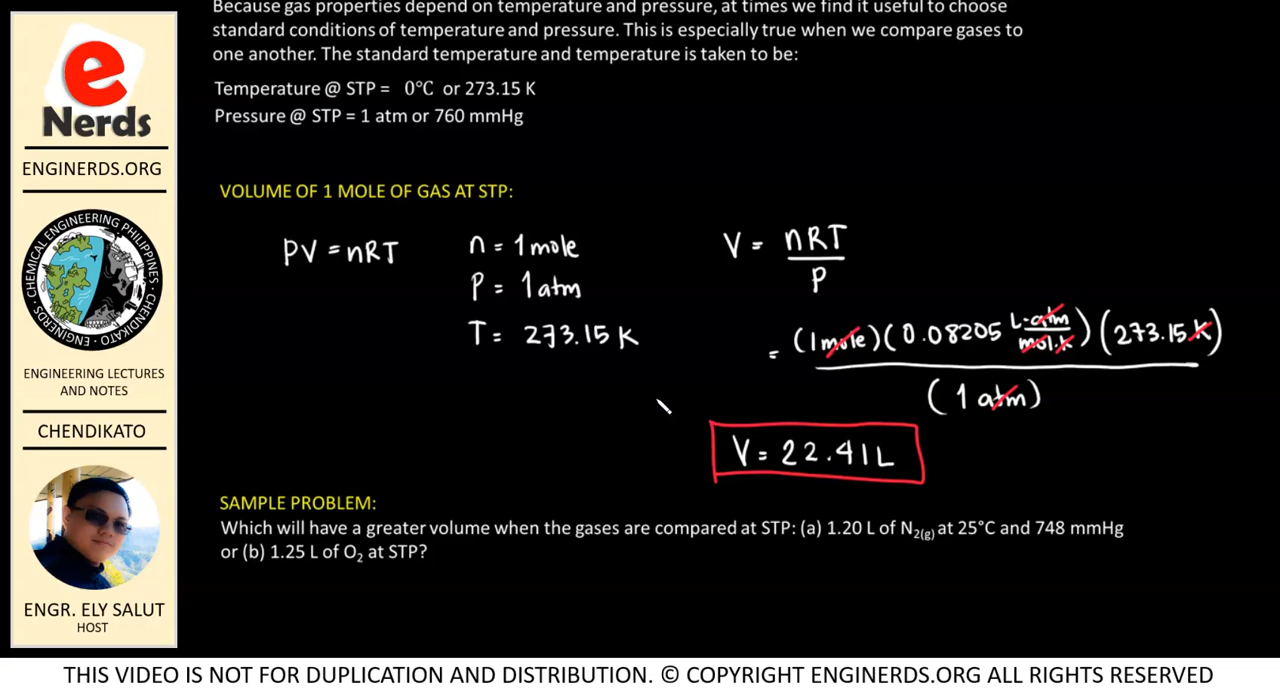 Because gas properties depend on temperature and pressure, at times we find it useful to choose
standard conditions of temperature and pressure. This is especially true when we compare gases to
one another. The standard temperature and temperature is taken to be:
Temperature @ STP = 0°C or 273.15 K
Pressure @ STP = 1 atm or 760 mmHg
e
Nerds
ENGINERDS.ORG
CHEMICAL ENGINEERING PHILIPPINES · CHENDIKATO · ENGINERDS ·
ENGINEERING LECTURES
AND NOTES
CHENDIKATO
ENGR. ELY SALUT
HOST
VOLUME OF 1 MOLE OF GAS AT STP:
PV = nRT
n = 1 mole
P = 1 atm
T = 273.15 K
V = nRT
P
= (1 mole) (0.08205 L-atm/mol.K) (273.15 K)
(1 atm)
V = 22.41 L
SAMPLE PROBLEM:
Which will have a greater volume when the gases are compared at STP: (a) 1.20 L of N₂(g) at 25°C and 748 mmHg
or (b) 1.25 L of O₂ at STP?
THIS VIDEO IS NOT FOR DUPLICATION AND DISTRIBUTION. © COPYRIGHT ENGINERDS.ORG ALL RIGHTS RESERVED